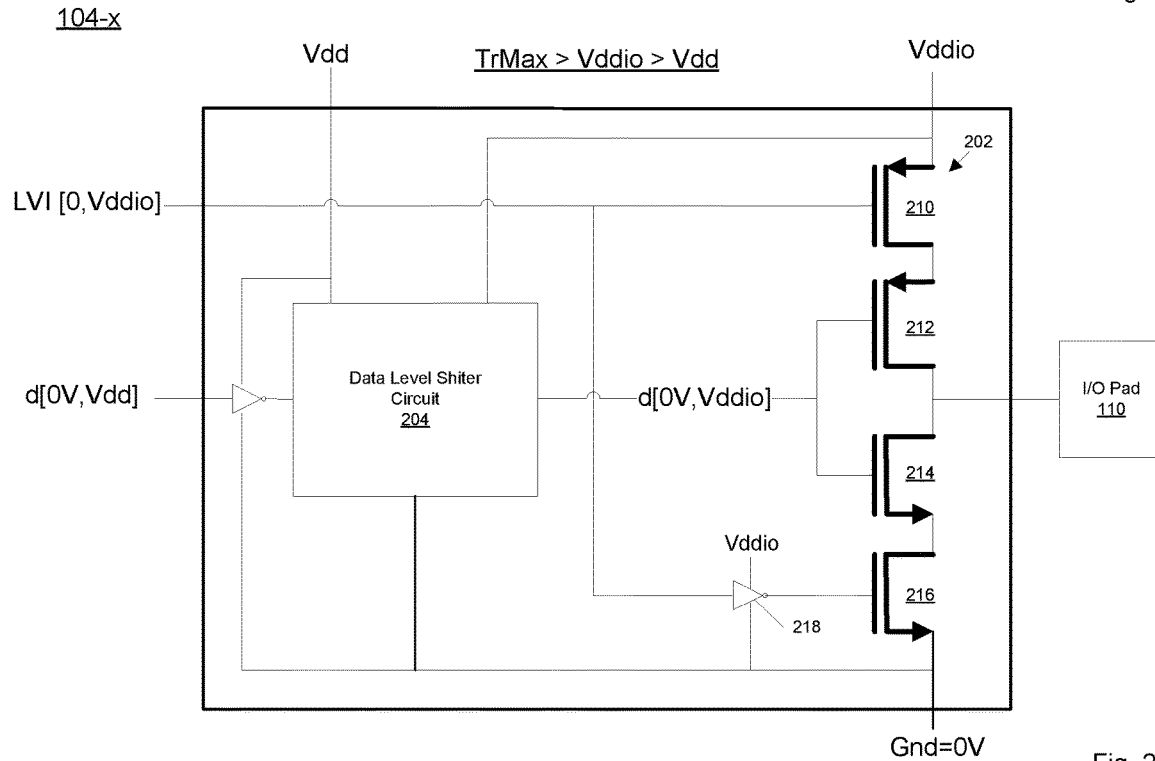 104-x
Vdd
TrMax > Vddio > Vdd
Vddio
202
LVI [0,Vddio]
210
212
d[0V,Vdd]
Data Level Shiter
Circuit
204
d[0V,Vddio]
I/O Pad
110
214
Vddio
216
218
Gnd=0V